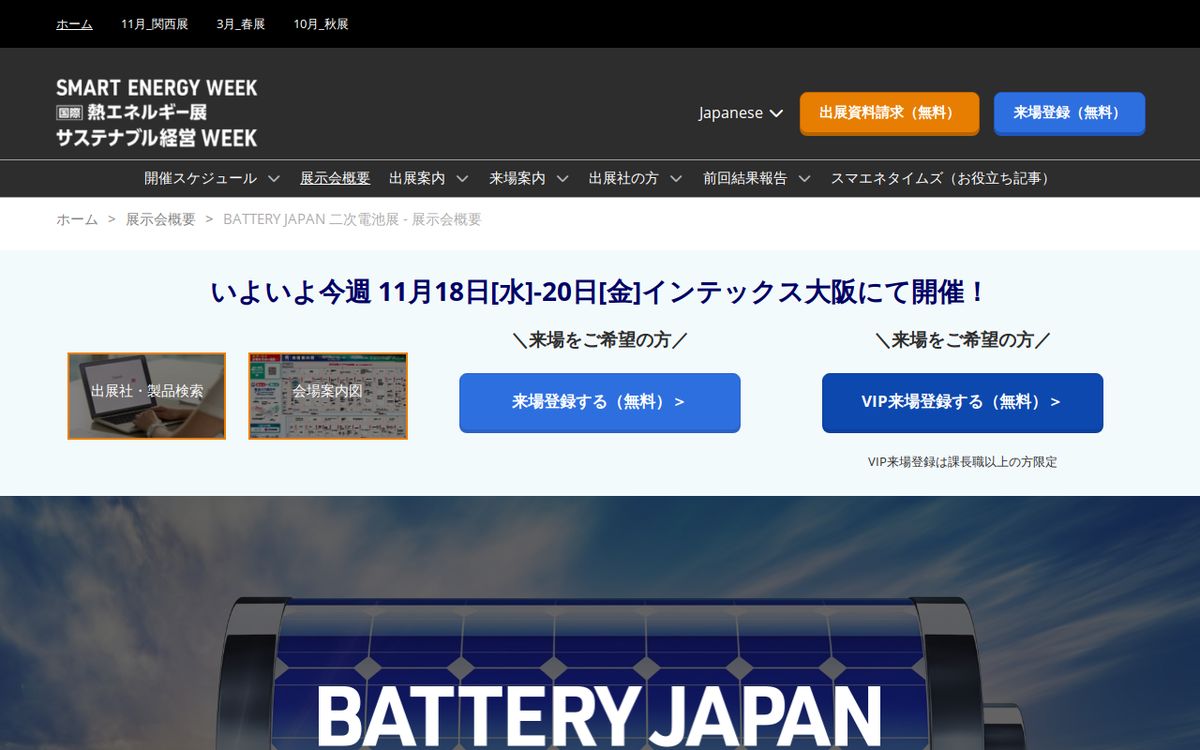 ホーム 11月_関西展 3月_春展 10月_秋展
SMART ENERGY WEEK
国際 熱エネルギー展
サステナブル経営 WEEK
Japanese 出展資料請求（無料） 来場登録（無料）
開催スケジュール 展示会概要 出展案内 来場案内 出展社の方 前回結果報告 スマエネタイムズ（お役立ち記事）
ホーム > 展示会概要 > BATTERY JAPAN 二次電池展 - 展示会概要
いよいよ今週 11月18日[水]-20日[金]インテックス大阪にて開催！
＼来場をご希望の方／ ＼来場をご希望の方／
出展社・製品検索 会場案内図 来場登録する（無料）＞ VIP来場登録する（無料）＞
VIP来場登録は課長職以上の方限定
BATTERY JAPAN